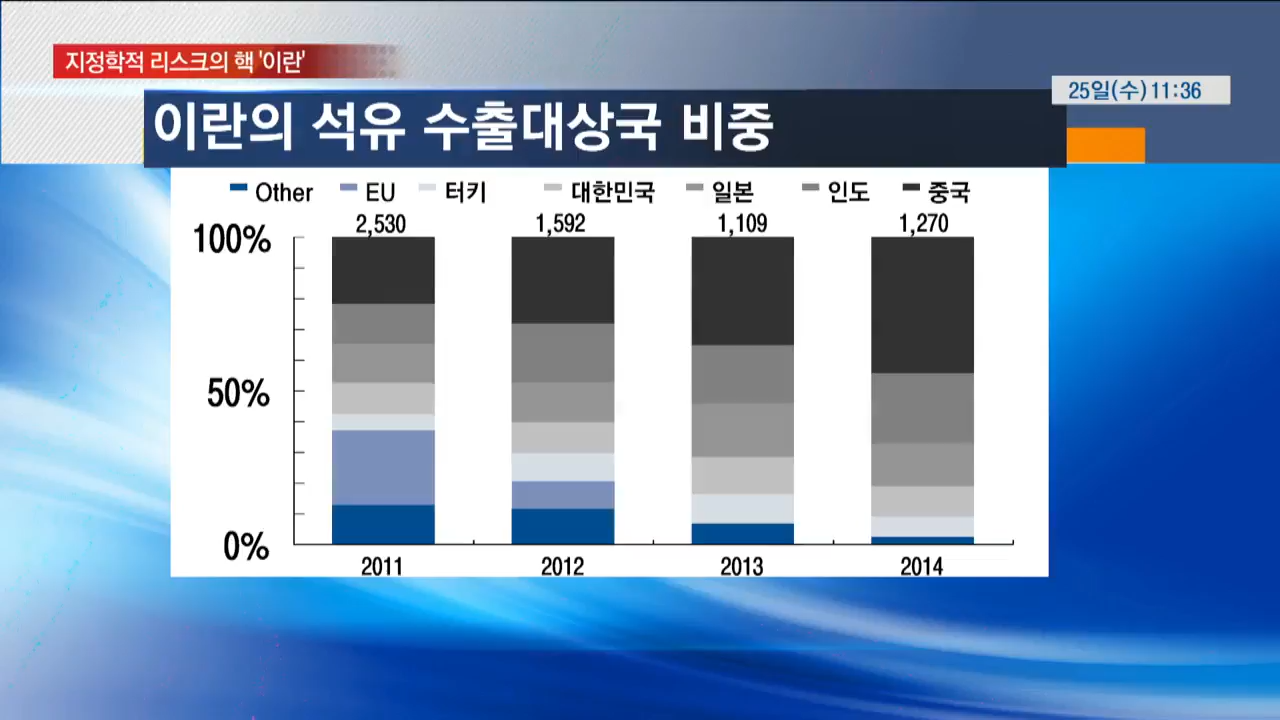 지정학적 리스크의 핵 '이란'
25일(수) 11:36
이란의 석유 수출대상국 비중
Other EU 터키 대한민국 일본 인도 중국
2,530 1,592 1,109 1,270
100%
50%
0%
2011 2012 2013 2014